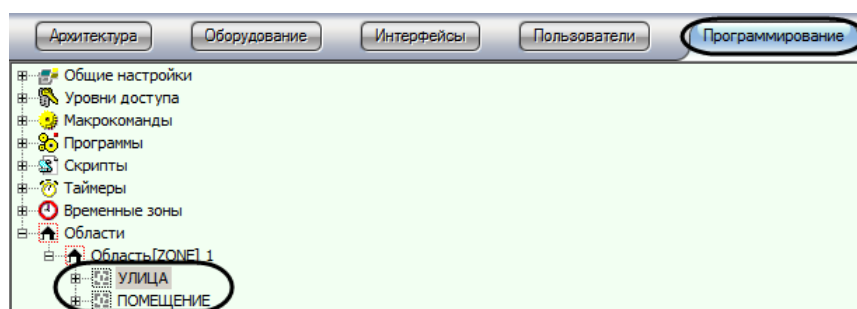 Архитектура Оборудование Интерфейсы Пользователи Программирование
Общие настройки
Уровни доступа
Макрокоманды
Программы
Скрипты
Таймеры
Временные зоны
Области
Область[ZONE] 1
УЛИЦА
ПОМЕЩЕНИЕ